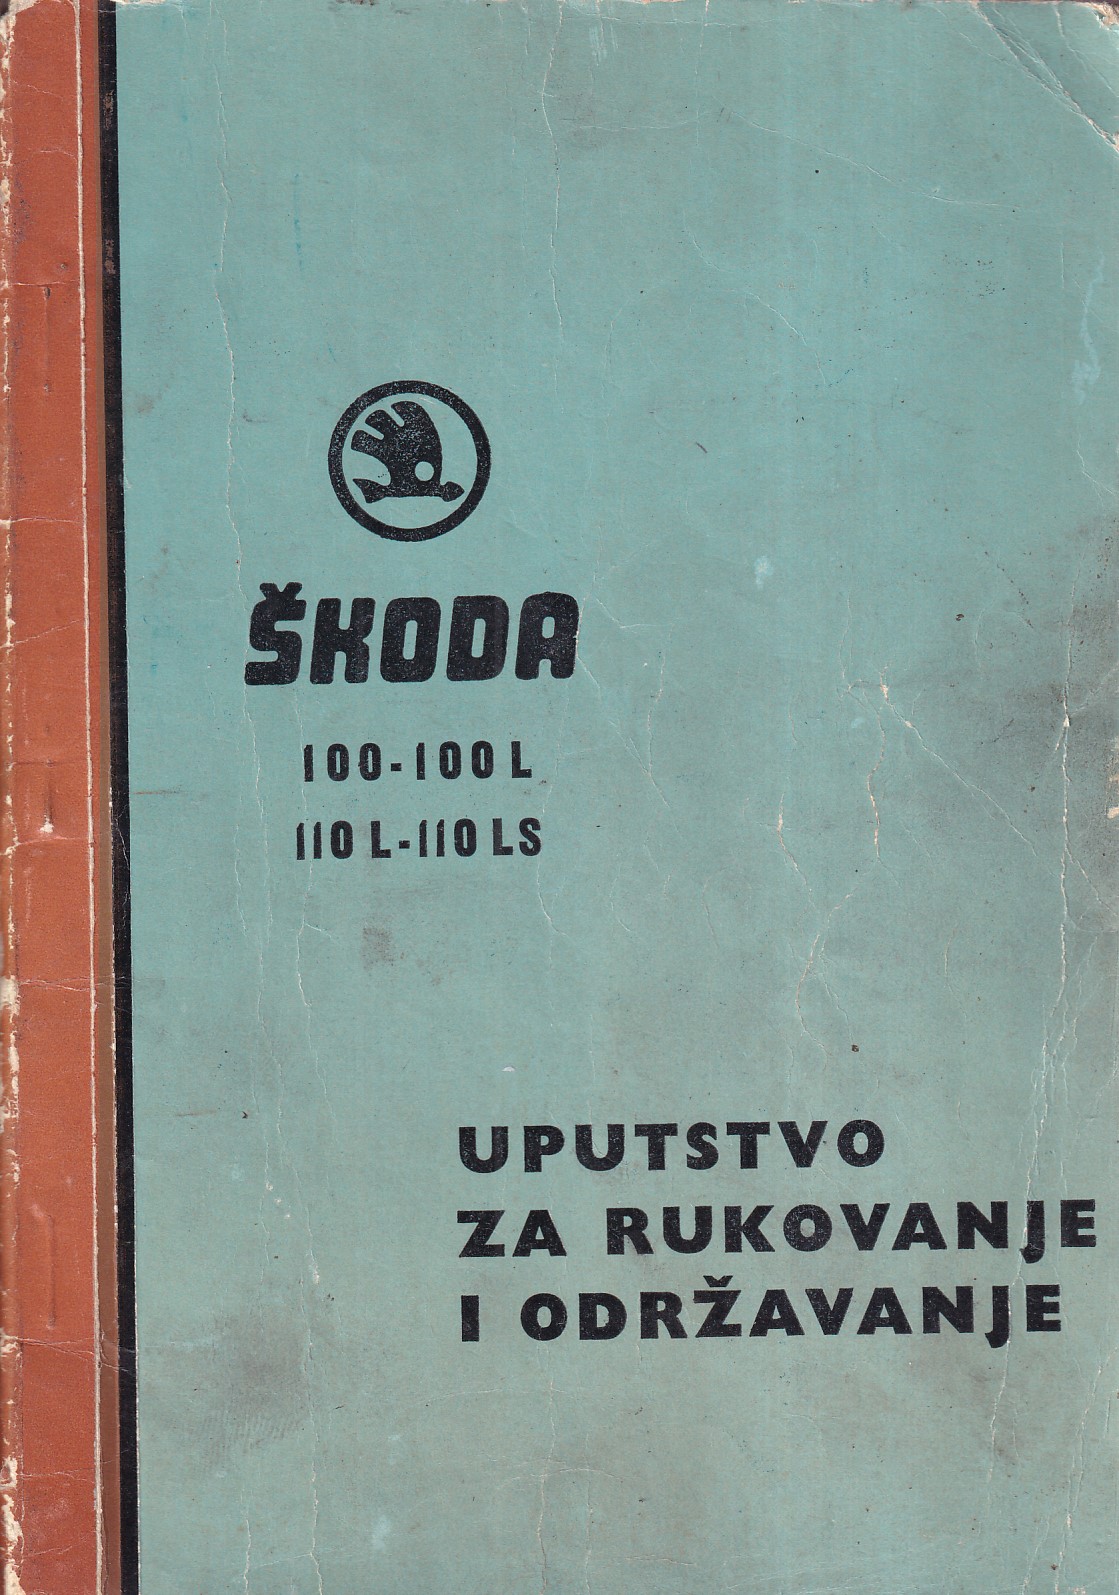 ŠKODA
100-100 L
110 L-110 LS
UPUTSTVO
ZA RUKOVANJE
I ODRŽAVANJE